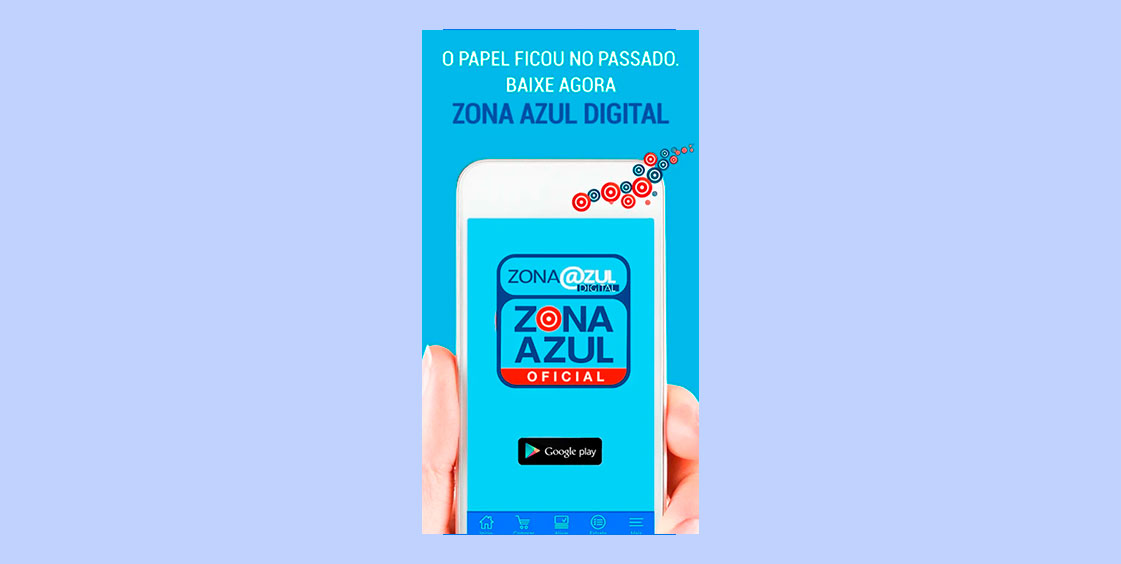 O PAPEL FICOU NO PASSADO.
BAIXE AGORA
ZONA AZUL DIGITAL
ZONA @ZUL
DIGITAL
ZONA
AZUL
OFICIAL
Google play